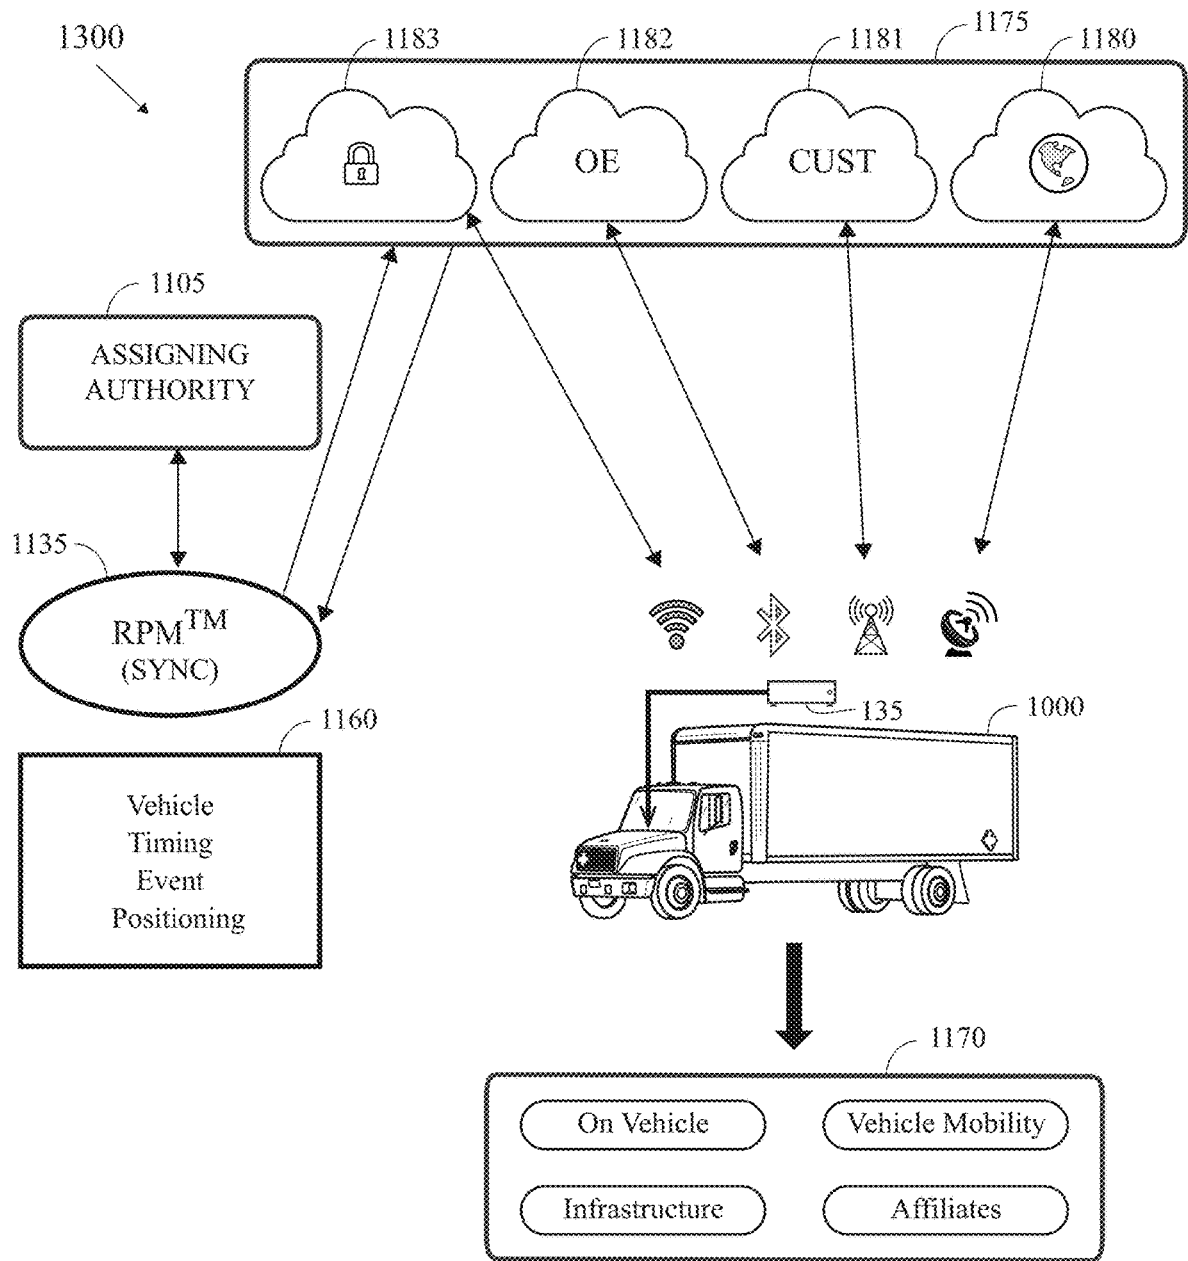 1300
1183
1182
1181
1175
1180
OE
CUST
1105
ASSIGNING
AUTHORITY
1135
RPM™
(SYNC)
1160
Vehicle
Timing
Event
Positioning
135
1000
1170
On Vehicle
Vehicle Mobility
Infrastructure
Affiliates